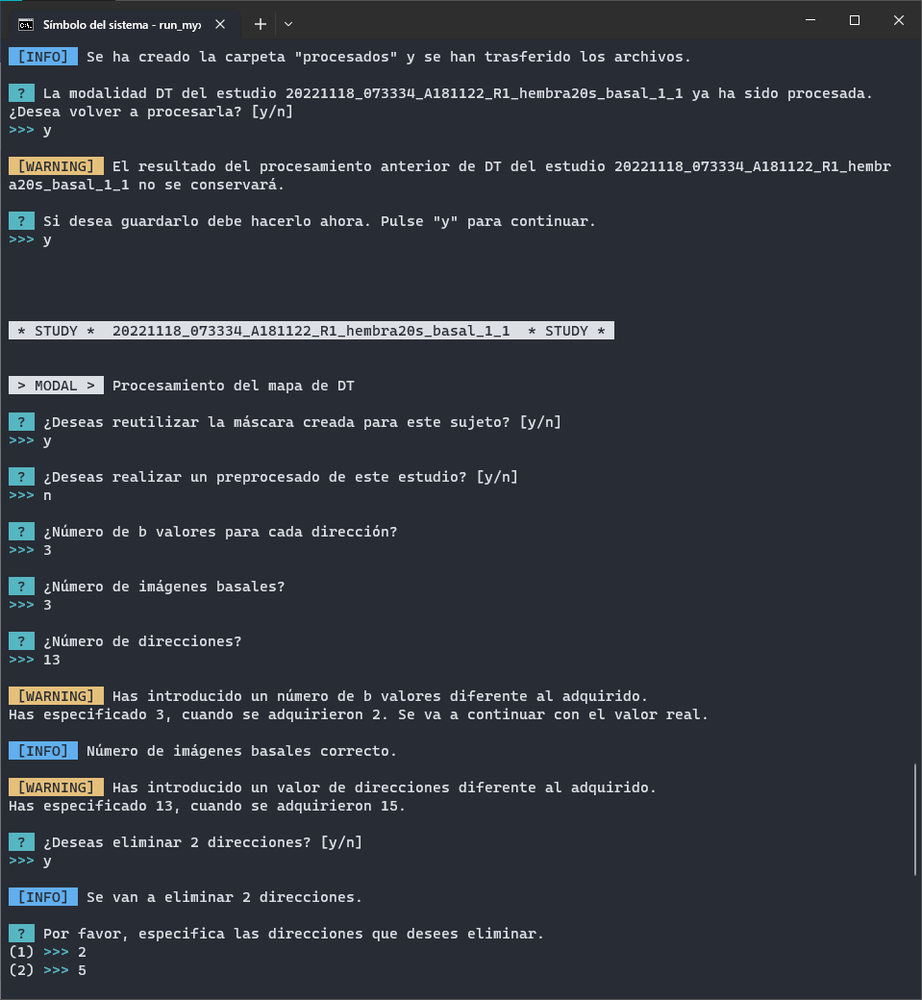 Símbolo del sistema - run_my
[INFO] Se ha creado la carpeta "procesados" y se han trasferido los archivos.
? La modalidad DT del estudio 20221118_073334_A181122_R1_hembra20s_basal_1_1 ya ha sido procesada.
¿Desea volver a procesarla? [y/n]
>>> y
[WARNING] El resultado del procesamiento anterior de DT del estudio 20221118_073334_A181122_R1_hembr
a20s_basal_1_1 no se conservará.
? Si desea guardarlo debe hacerlo ahora. Pulse "y" para continuar.
>>> y
* STUDY * 20221118_073334_A181122_R1_hembra20s_basal_1_1 * STUDY *
> MODAL > Procesamiento del mapa de DT
? ¿Deseas reutilizar la máscara creada para este sujeto? [y/n]
>>> y
? ¿Deseas realizar un preprocesado de este estudio? [y/n]
>>> n
? ¿Número de b valores para cada dirección?
>>> 3
? ¿Número de imágenes basales?
>>> 3
? ¿Número de direcciones?
>>> 13
[WARNING] Has introducido un número de b valores diferente al adquirido.
Has especificado 3, cuando se adquirieron 2. Se va a continuar con el valor real.
[INFO] Número de imágenes basales correcto.
[WARNING] Has introducido un valor de direcciones diferente al adquirido.
Has especificado 13, cuando se adquirieron 15.
? ¿Deseas eliminar 2 direcciones? [y/n]
>>> y
[INFO] Se van a eliminar 2 direcciones.
? Por favor, especifica las direcciones que desees eliminar.
(1) >>> 2
(2) >>> 5